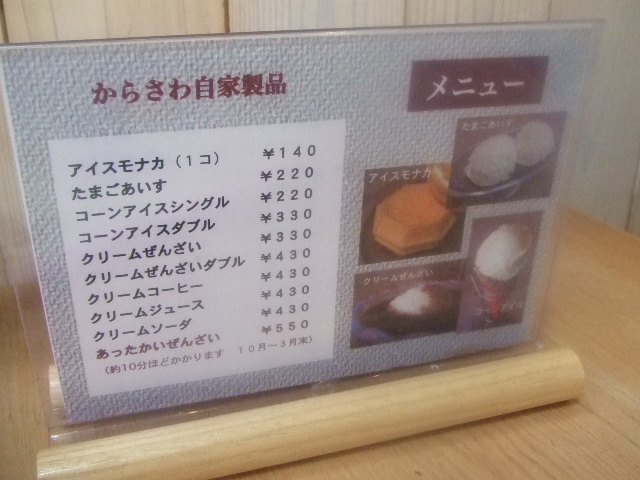 からさわ自家製品
メニュー
アイスモナカ（１コ） ￥１４０
たまごあいす ￥２２０
コーンアイスシングル ￥２２０
コーンアイスダブル ￥３３０
クリームぜんざい ￥３３０
クリームぜんざいダブル ￥４３０
クリームコーヒー ￥４３０
クリームジュース ￥４３０
クリームソーダ ￥４３０
あったかいぜんざい ￥５５０
（約10分ほどかかります １０月～３月末）
たまごあいす
アイスモナカ
クリームぜんざい